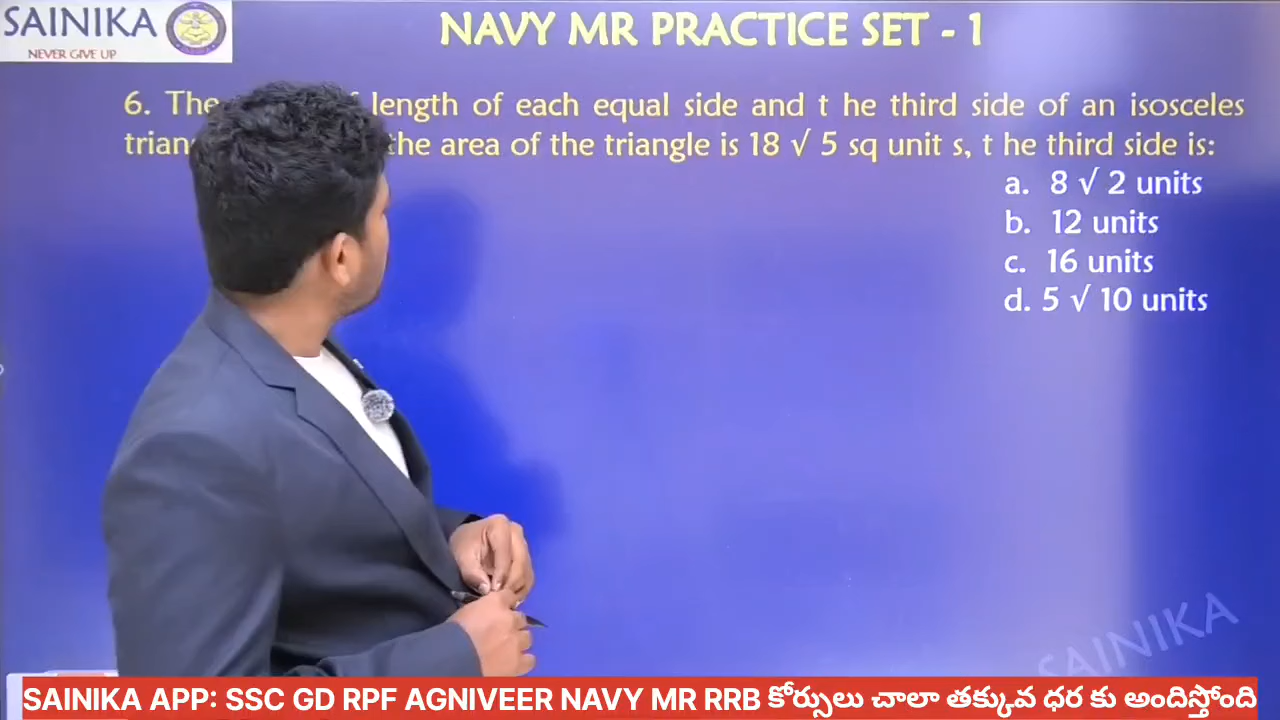 SAINIKA
NEVER GIVE UP
NAVY MR PRACTICE SET - 1
6. The length of each equal side and t he third side of an isosceles
the area of the triangle is 18 √ 5 sq unit s, t he third side is:
a. 8 √ 2 units
b. 12 units
c. 16 units
d. 5 √ 10 units
SAINIKA
SAINIKA APP: SSC GD RPF AGNIVEER NAVY MR RRB కోర్సులు చాలా తక్కువ ధర కు అందిస్తోంది